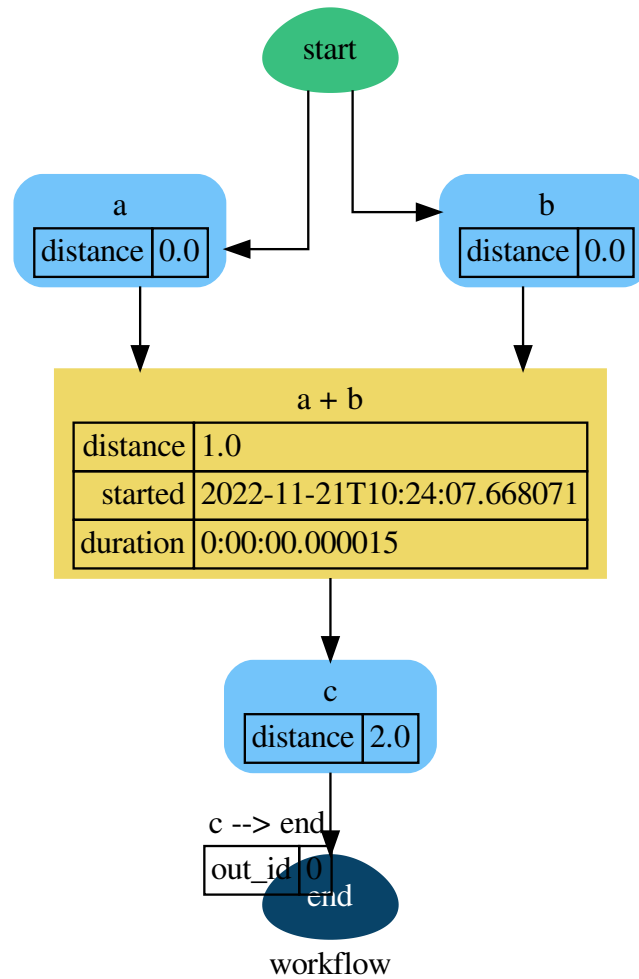 start
a
distance 0.0
b
distance 0.0
a + b
distance 1.0
started 2022-11-21T10:24:07.668071
duration 0:00:00.000015
c
distance 2.0
c --> end
out_id 0
end
workflow